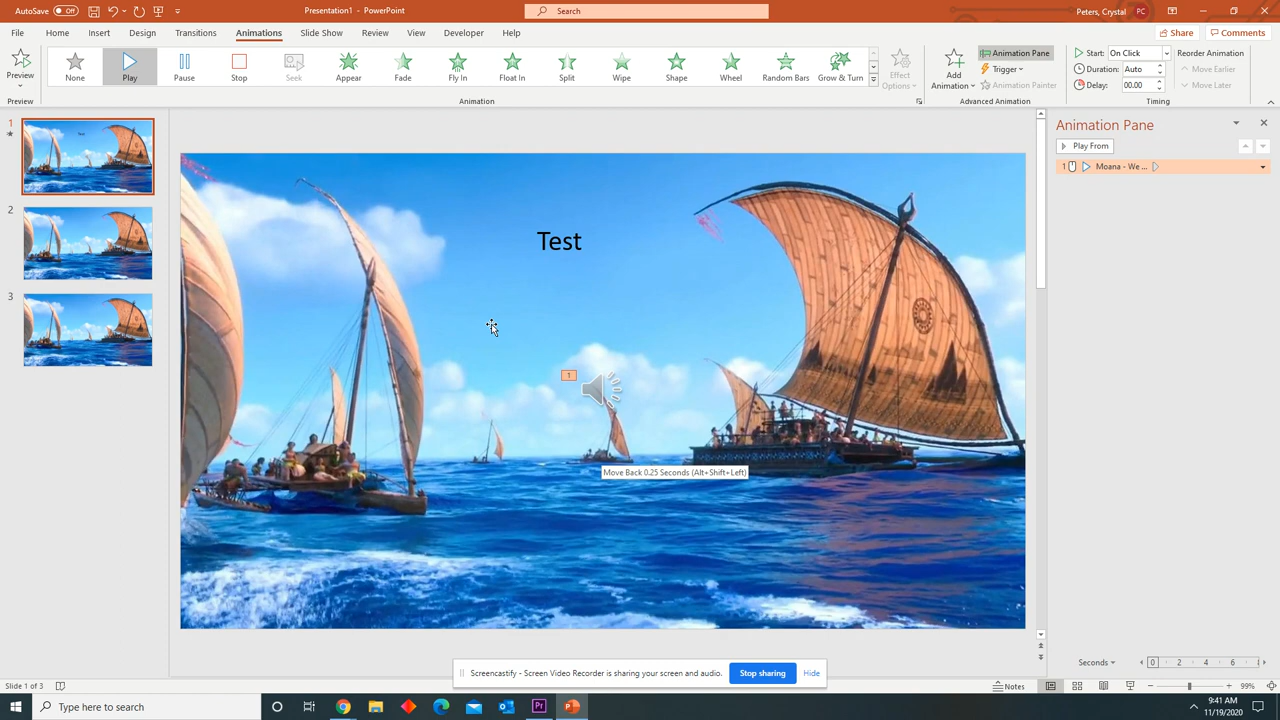 AutoSave Off Presentation1 - PowerPoint Search Peters, Crystal PC
File Home Insert Design Transitions Animations Slide Show Review View Developer Help Share Comments
Preview None Play Pause Stop Seek Appear Fade Fly In Float In Split Wipe Shape Wheel Random Bars Grow & Turn Effect Options Add Animation Animation Pane Trigger Animation Painter Start: On Click Duration: Auto Delay: 00.00 Reorder Animation Move Earlier Move Later
Preview Animation Advanced Animation Timing
1
2
3
Test
1
Move Back 0.25 Seconds (Alt+Shift+Left)
Animation Pane
Play From
1 Moana - We ...
Seconds 0 2 4 6
Screencastify - Screen Video Recorder is sharing your screen and audio. Stop sharing Hide
Slide 1 of 3 Notes 99%
Type here to search Pr P 9:41 AM
11/19/2020